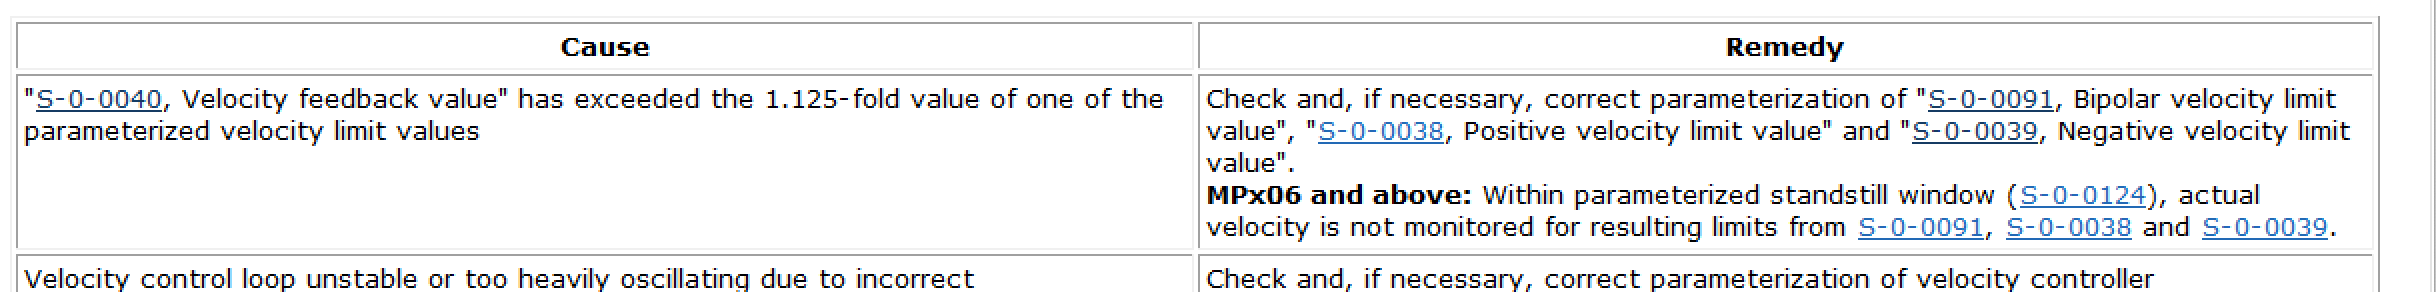 Cause
Remedy
"S-0-0040, Velocity feedback value" has exceeded the 1.125-fold value of one of the
parameterized velocity limit values
Check and, if necessary, correct parameterization of "S-0-0091, Bipolar velocity limit
value", "S-0-0038, Positive velocity limit value" and "S-0-0039, Negative velocity limit
value".
MPx06 and above: Within parameterized standstill window (S-0-0124), actual
velocity is not monitored for resulting limits from S-0-0091, S-0-0038 and S-0-0039.
Velocity control loop unstable or too heavily oscillating due to incorrect
Check and, if necessary, correct parameterization of velocity controller